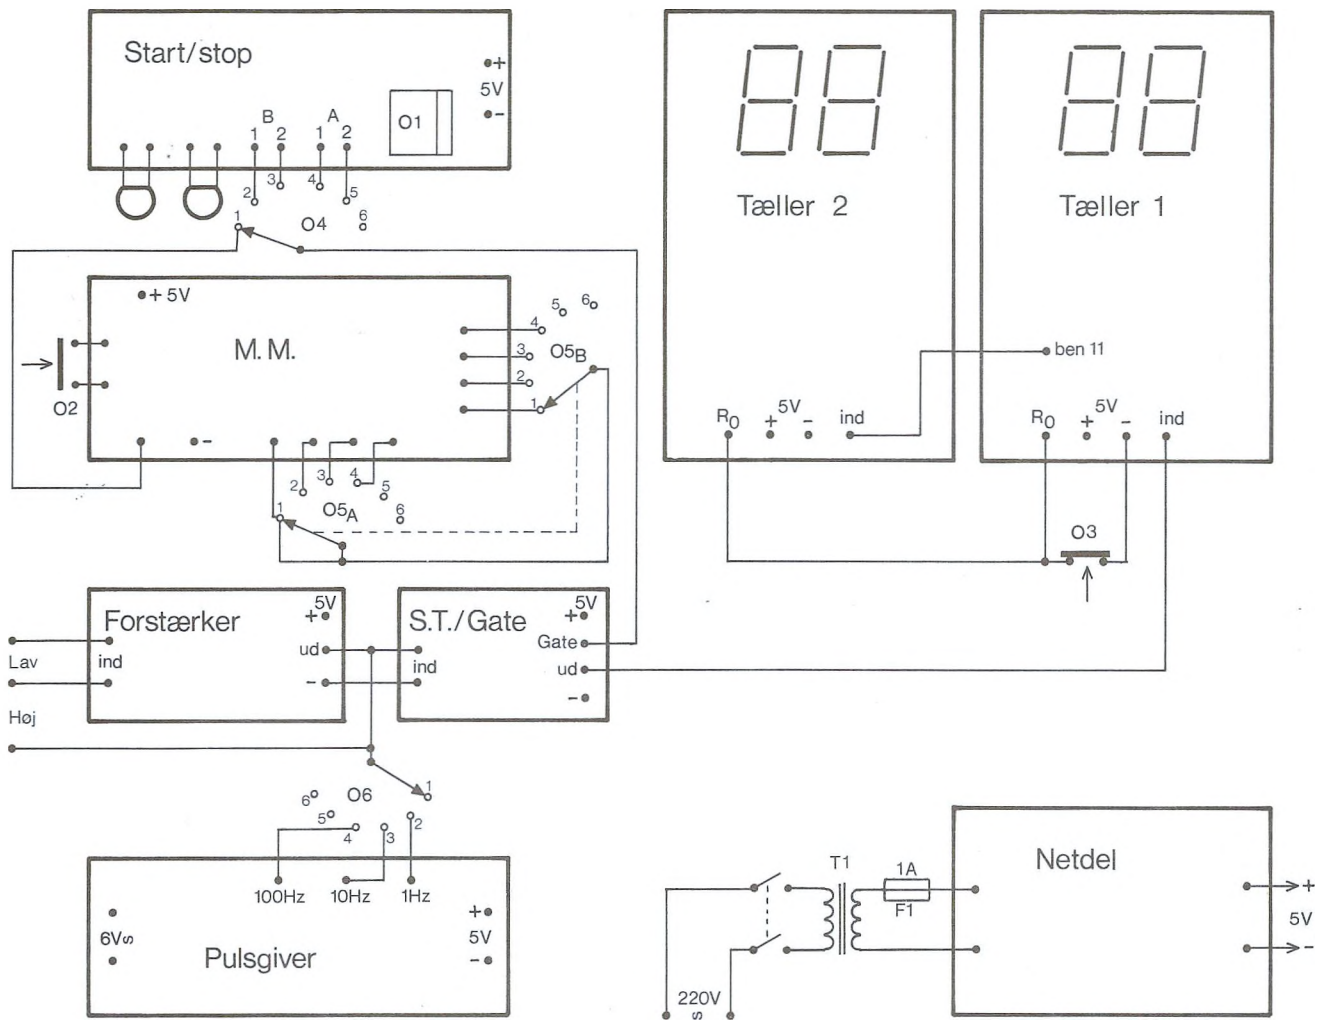 Start/stop
+
5V
-
O1
B A
1 2 1 2
2 3 4 5
1 O4 6
+ 5V
M. M.
O2
-
4 5 6
3 O5B
2
1
2 3 4 5
1 O5A 6
88 88
Tæller 2
Tæller 1
ben 11
R0 + 5V - ind
R0 + 5V - ind
O3
Forstærker
5V
+
ud
-
ind
Lav
Høj
S.T./Gate
5V
+
Gate
ud
-
ind
6 O6 1
5 4 3 2
100Hz 10Hz 1Hz
6Vs
Pulsgiver
+
5V
-
T1
1A
F1
220V
s
Netdel
+
5V
-